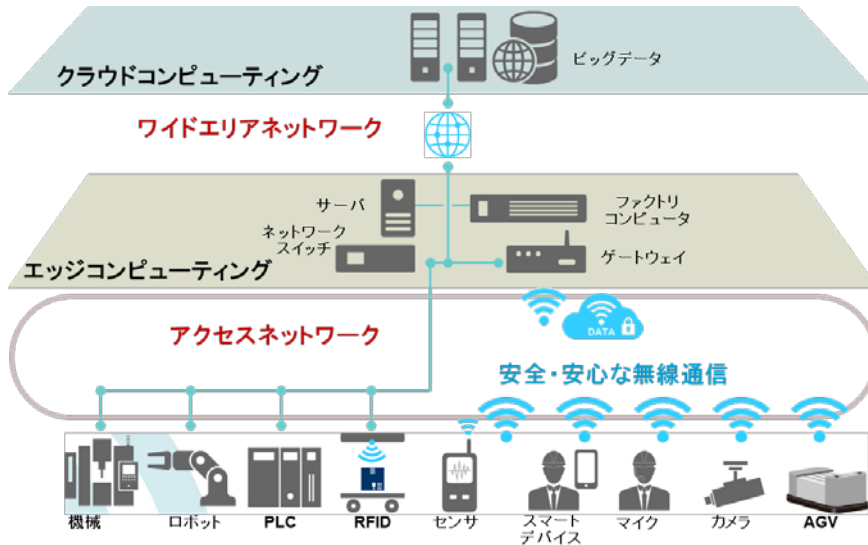 ビッグデータ
クラウドコンピューティング
ワイドエリアネットワーク
サーバ
ファクトリ
コンピュータ
ネットワーク
スイッチ
ゲートウェイ
エッジコンピューティング
アクセスネットワーク
DATA
安全・安心な無線通信
機械
ロボット
PLC
RFID
センサ
スマート
デバイス
マイク
カメラ
AGV